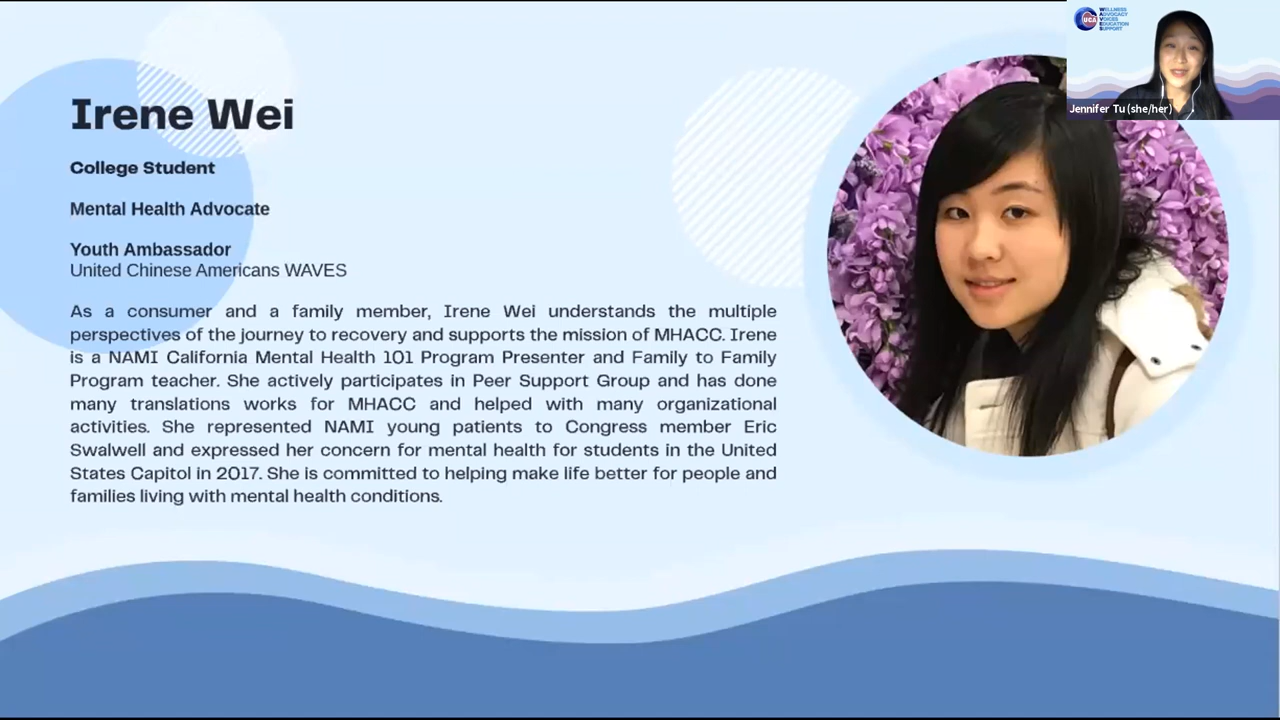 Irene Wei
College Student
Mental Health Advocate
Youth Ambassador
United Chinese Americans WAVES
As a consumer and a family member, Irene Wei understands the multiple
perspectives of the journey to recovery and supports the mission of MHACC. Irene
is a NAMI California Mental Health 101 Program Presenter and Family to Family
Program teacher. She actively participates in Peer Support Group and has done
many translations works for MHACC and helped with many organizational
activities. She represented NAMI young patients to Congress member Eric
Swalwell and expressed her concern for mental health for students in the United
States Capitol in 2017. She is committed to helping make life better for people and
families living with mental health conditions.
UCA
WELLNESS
ADVOCACY
VOICES
EDUCATION
SUPPORT
Jennifer Tu (she/her)